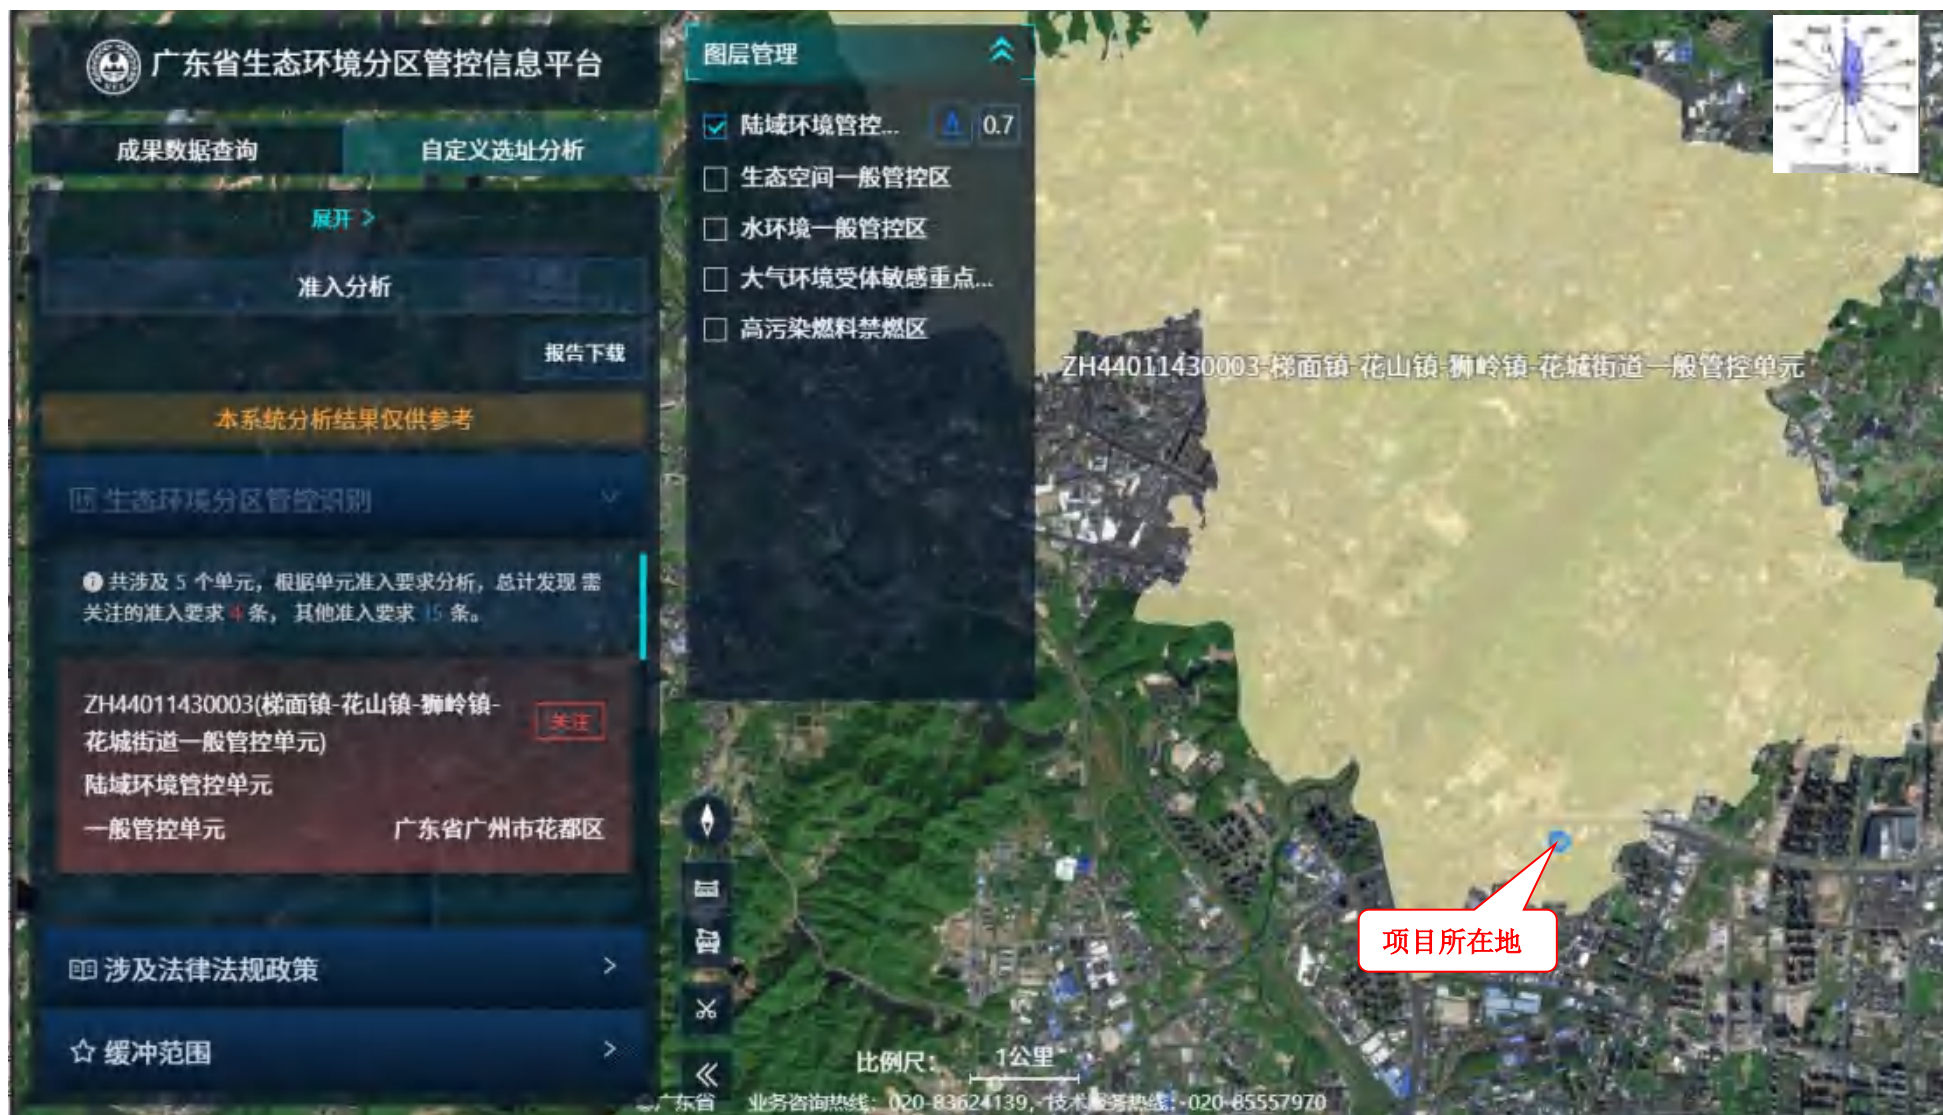 广东省生态环境分区管控信息平台
成果数据查询
自定义选址分析
展开 >
准入分析
报告下载
本系统分析结果仅供参考
生态环境分区管控识别
共涉及 5 个单元，根据单元准入要求分析，总计发现 需
关注的准入要求 4 条， 其他准入要求 15 条。
ZH44011430003(梯面镇-花山镇-狮岭镇-
花城街道一般管控单元)
关注
陆域环境管控单元
一般管控单元
广东省广州市花都区
涉及法律法规政策
缓冲范围
图层管理
陆域环境管控...
0.7
生态空间一般管控区
水环境一般管控区
大气环境受体敏感重点...
高污染燃料禁燃区
ZH44011430003-梯面镇-花山镇-狮岭镇-花城街道一般管控单元
项目所在地
比例尺：
1公里
©广东省
业务咨询热线：020-83624139, 技术服务热线：020-85557970